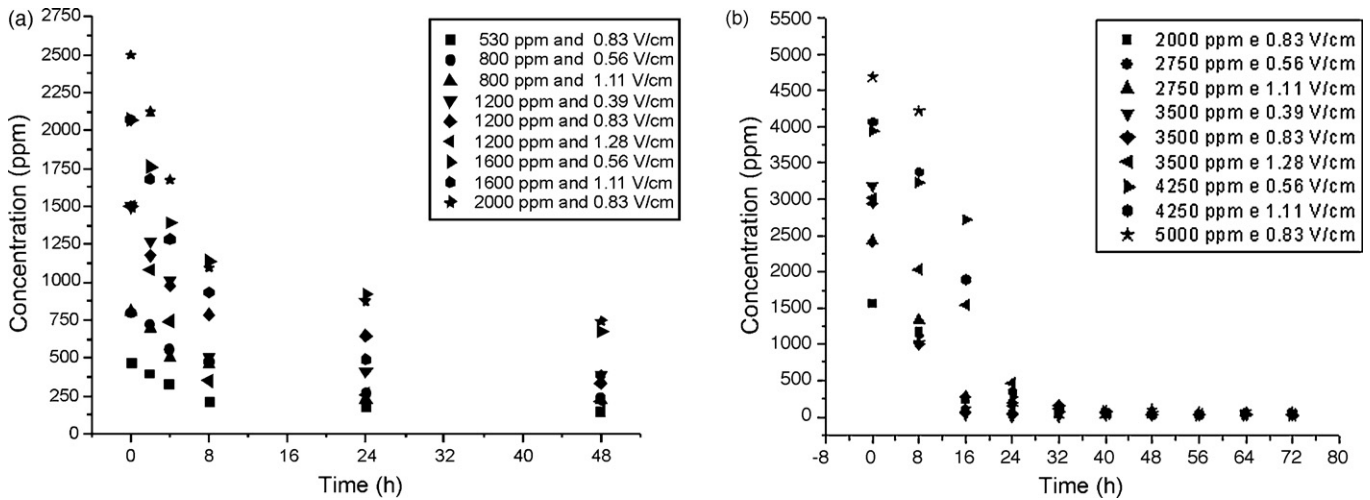 (a)
2750
2500
2250
2000
1750
1500
1250
1000
750
500
250
0
Concentration (ppm)
0 8 16 24 32 40 48
Time (h)
530 ppm and 0.83 V/cm
800 ppm and 0.56 V/cm
800 ppm and 1.11 V/cm
1200 ppm and 0.39 V/cm
1200 ppm and 0.83 V/cm
1200 ppm and 1.28 V/cm
1600 ppm and 0.56 V/cm
1600 ppm and 1.11 V/cm
2000 ppm and 0.83 V/cm
(b)
5500
5000
4500
4000
3500
3000
2500
2000
1500
1000
500
0
Concentration (ppm)
-8 0 8 16 24 32 40 48 56 64 72 80
Time (h)
2000 ppm e 0.83 V/cm
2750 ppm e 0.56 V/cm
2750 ppm e 1.11 V/cm
3500 ppm e 0.39 V/cm
3500 ppm e 0.83 V/cm
3500 ppm e 1.28 V/cm
4250 ppm e 0.56 V/cm
4250 ppm e 1.11 V/cm
5000 ppm e 0.83 V/cm